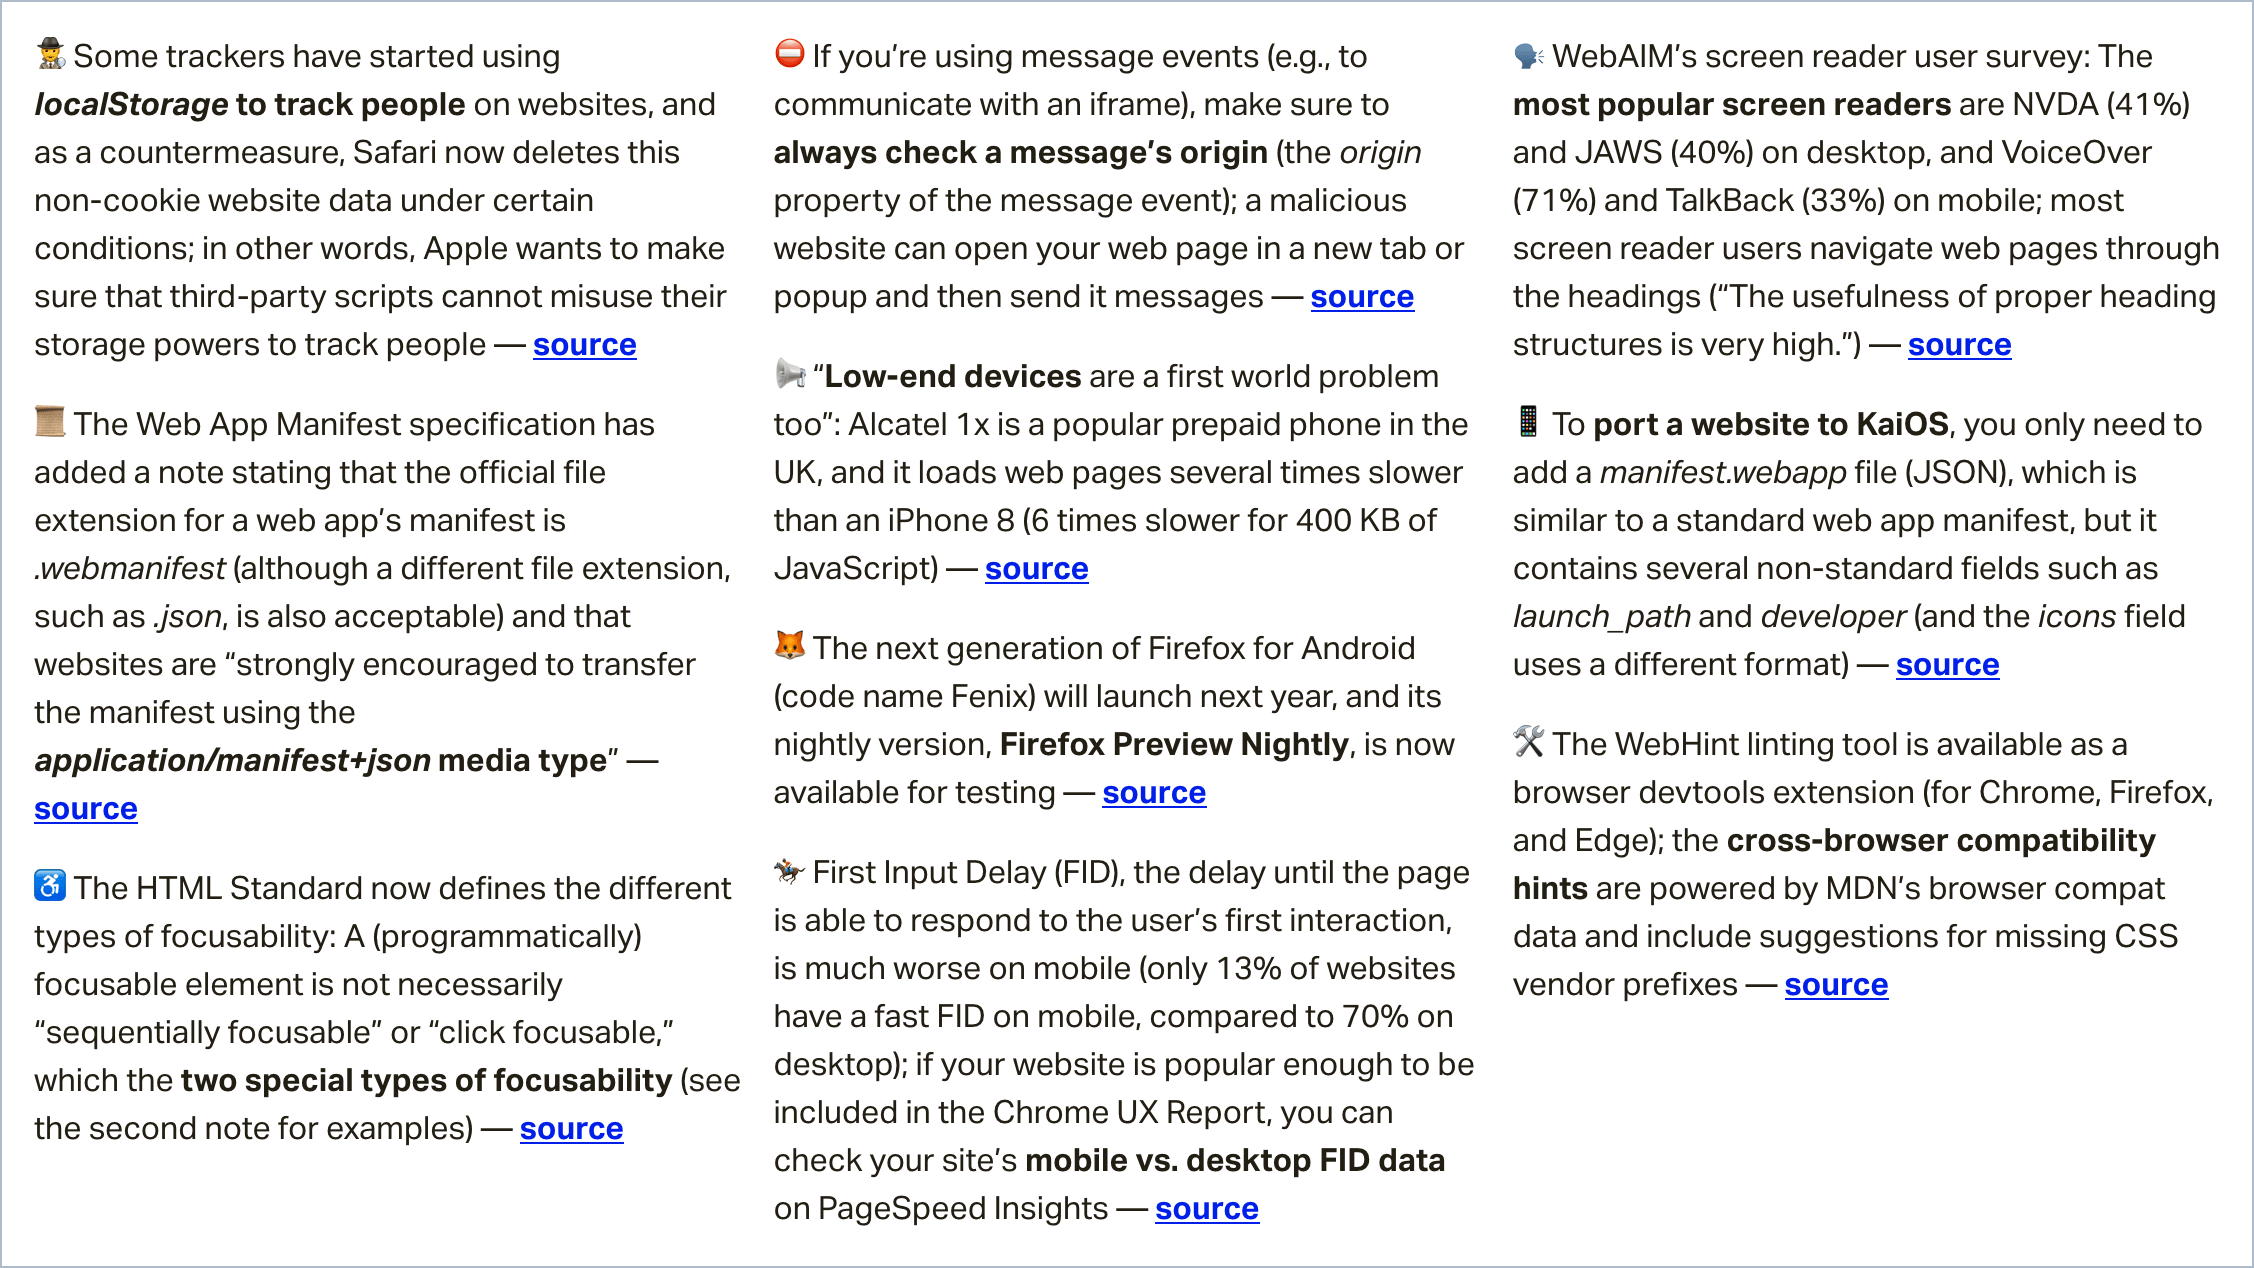 Some trackers have started using
localStorage to track people on websites, and
as a countermeasure, Safari now deletes this
non-cookie website data under certain
conditions; in other words, Apple wants to make
sure that third-party scripts cannot misuse their
storage powers to track people — source
The Web App Manifest specification has
added a note stating that the official file
extension for a web app’s manifest is
.webmanifest (although a different file extension,
such as .json, is also acceptable) and that
websites are “strongly encouraged to transfer
the manifest using the
application/manifest+json media type” —
source
The HTML Standard now defines the different
types of focusability: A (programmatically)
focusable element is not necessarily
“sequentially focusable” or “click focusable,”
which the two special types of focusability (see
the second note for examples) — source
If you’re using message events (e.g., to
communicate with an iframe), make sure to
always check a message’s origin (the origin
property of the message event); a malicious
website can open your web page in a new tab or
popup and then send it messages — source
“Low-end devices are a first world problem
too”: Alcatel 1x is a popular prepaid phone in the
UK, and it loads web pages several times slower
than an iPhone 8 (6 times slower for 400 KB of
JavaScript) — source
The next generation of Firefox for Android
(code name Fenix) will launch next year, and its
nightly version, Firefox Preview Nightly, is now
available for testing — source
First Input Delay (FID), the delay until the page
is able to respond to the user’s first interaction,
is much worse on mobile (only 13% of websites
have a fast FID on mobile, compared to 70% on
desktop); if your website is popular enough to be
included in the Chrome UX Report, you can
check your site’s mobile vs. desktop FID data
on PageSpeed Insights — source
WebAIM’s screen reader user survey: The
most popular screen readers are NVDA (41%)
and JAWS (40%) on desktop, and VoiceOver
(71%) and TalkBack (33%) on mobile; most
screen reader users navigate web pages through
the headings (“The usefulness of proper heading
structures is very high.”) — source
To port a website to KaiOS, you only need to
add a manifest.webapp file (JSON), which is
similar to a standard web app manifest, but it
contains several non-standard fields such as
launch_path and developer (and the icons field
uses a different format) — source
The WebHint linting tool is available as a
browser devtools extension (for Chrome, Firefox,
and Edge); the cross-browser compatibility
hints are powered by MDN’s browser compat
data and include suggestions for missing CSS
vendor prefixes — source